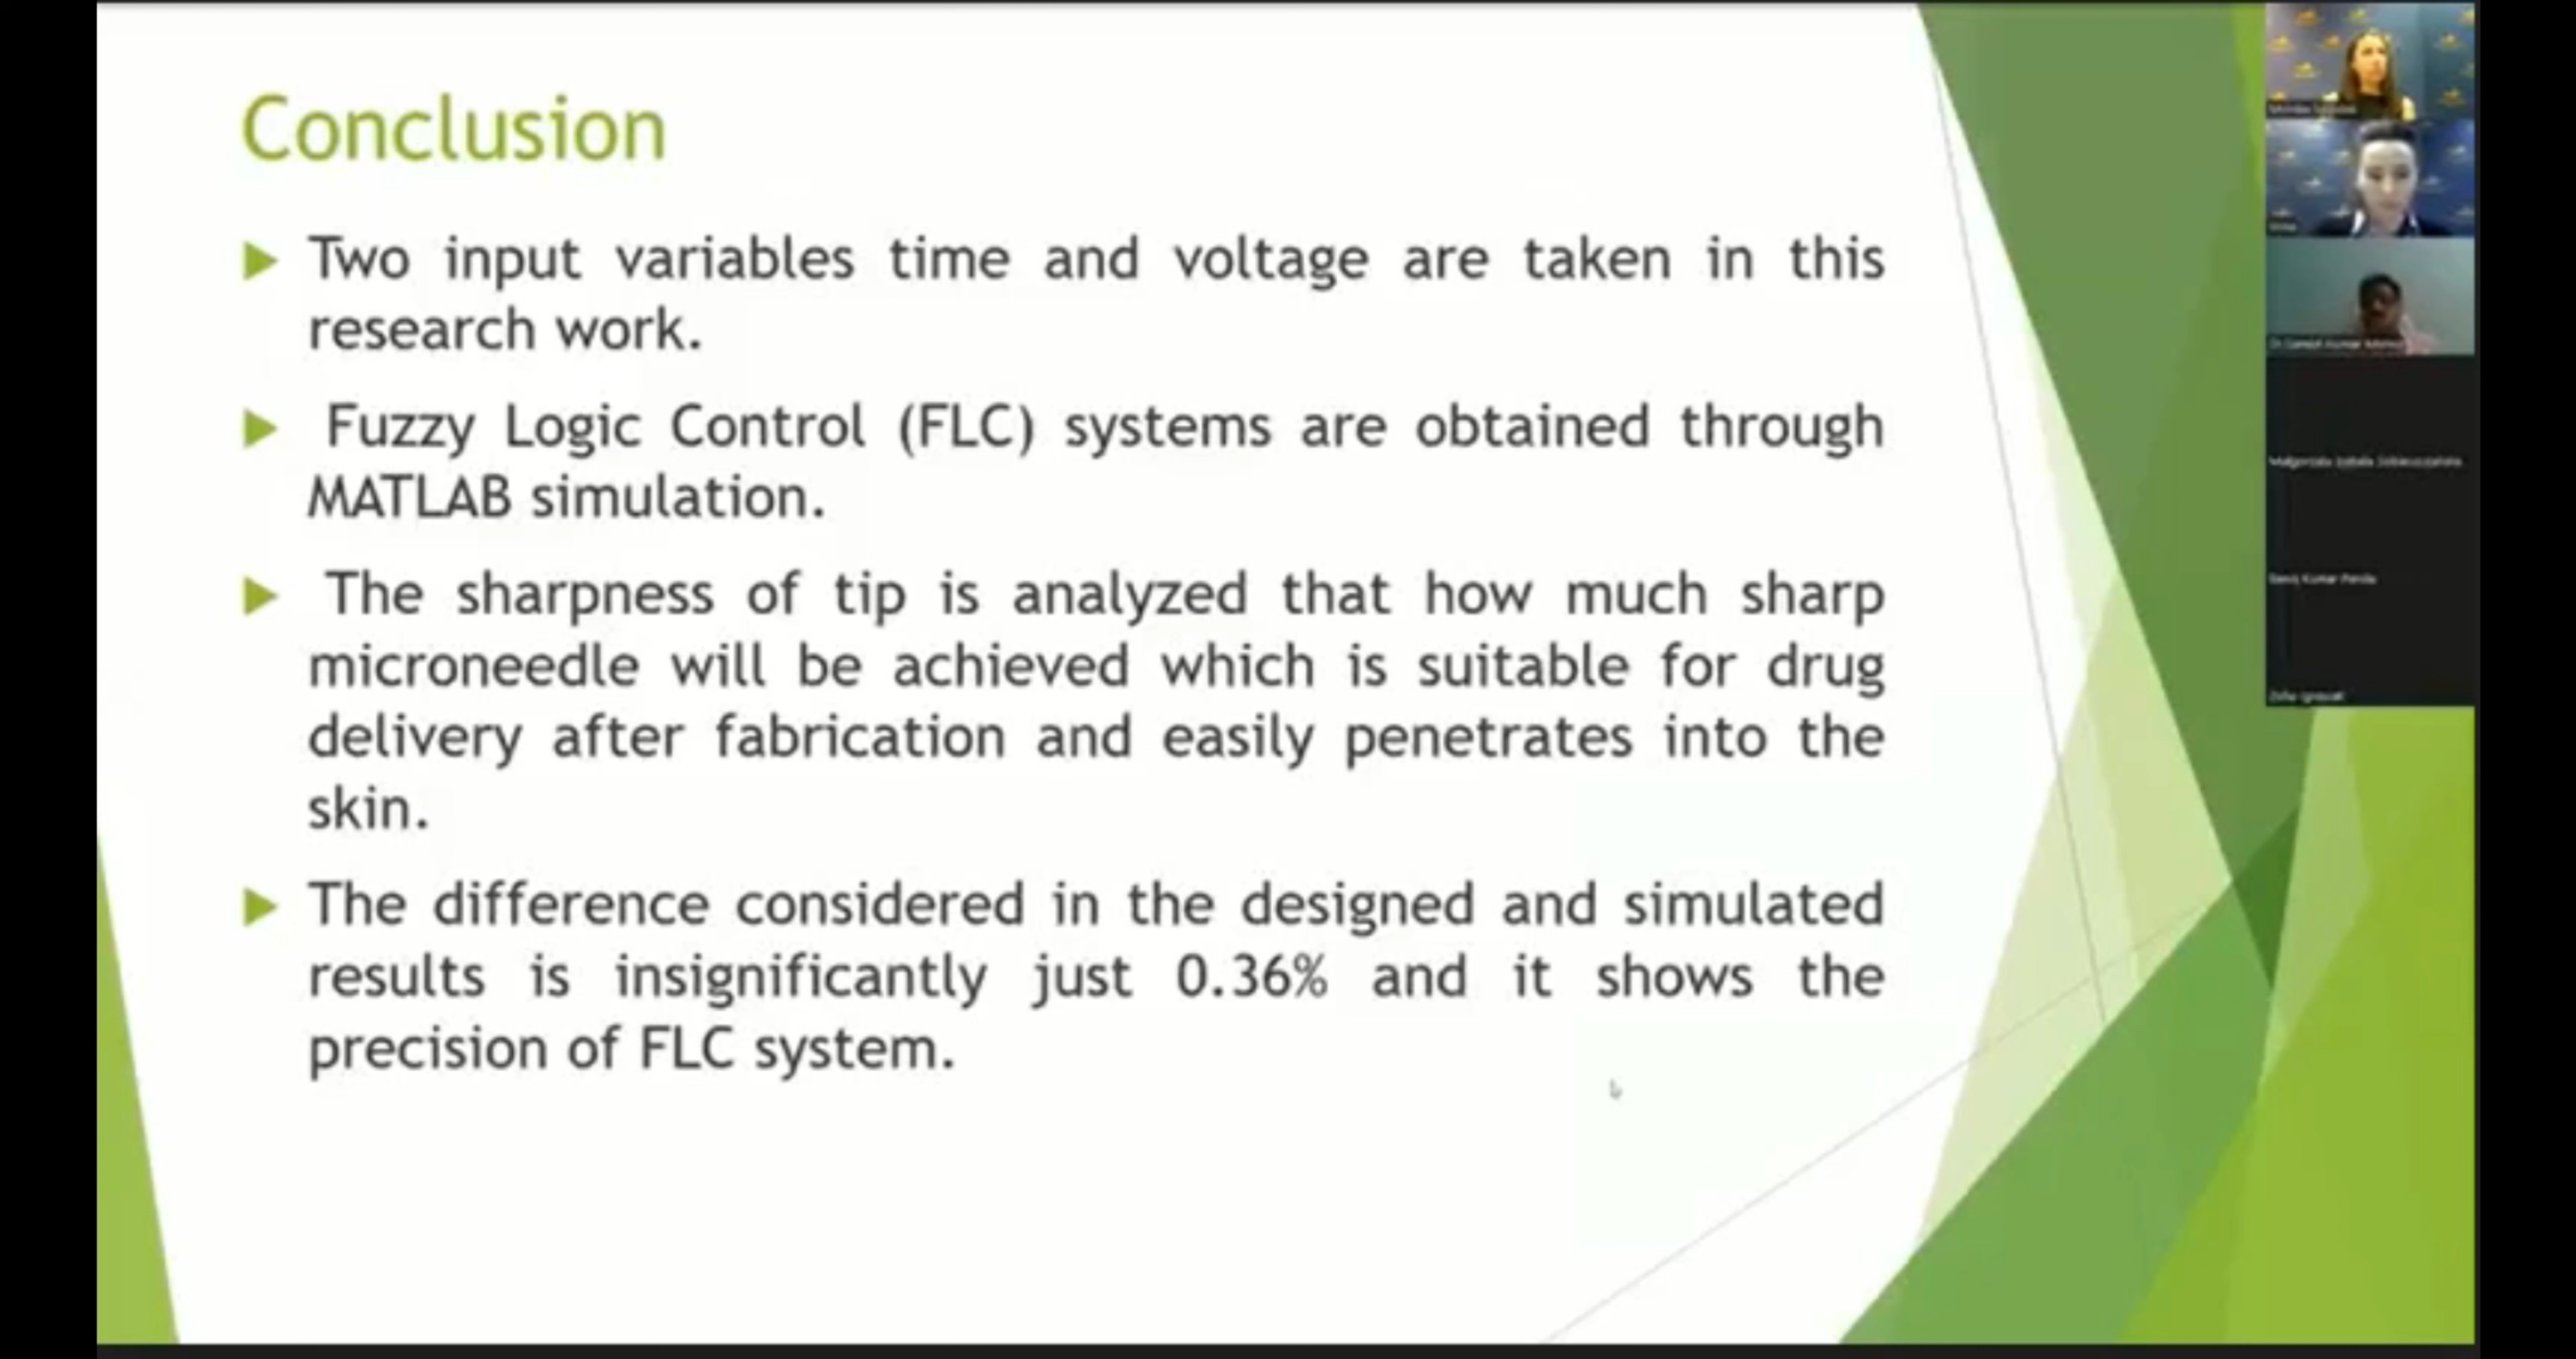 Conclusion
Two input variables time and voltage are taken in this
research work.
Fuzzy Logic Control (FLC) systems are obtained through
MATLAB simulation.
The sharpness of tip is analyzed that how much sharp
microneedle will be achieved which is suitable for drug
delivery after fabrication and easily penetrates into the
skin.
The difference considered in the designed and simulated
results is insignificantly just 0.36% and it shows the
precision of FLC system.
Kumar Panda